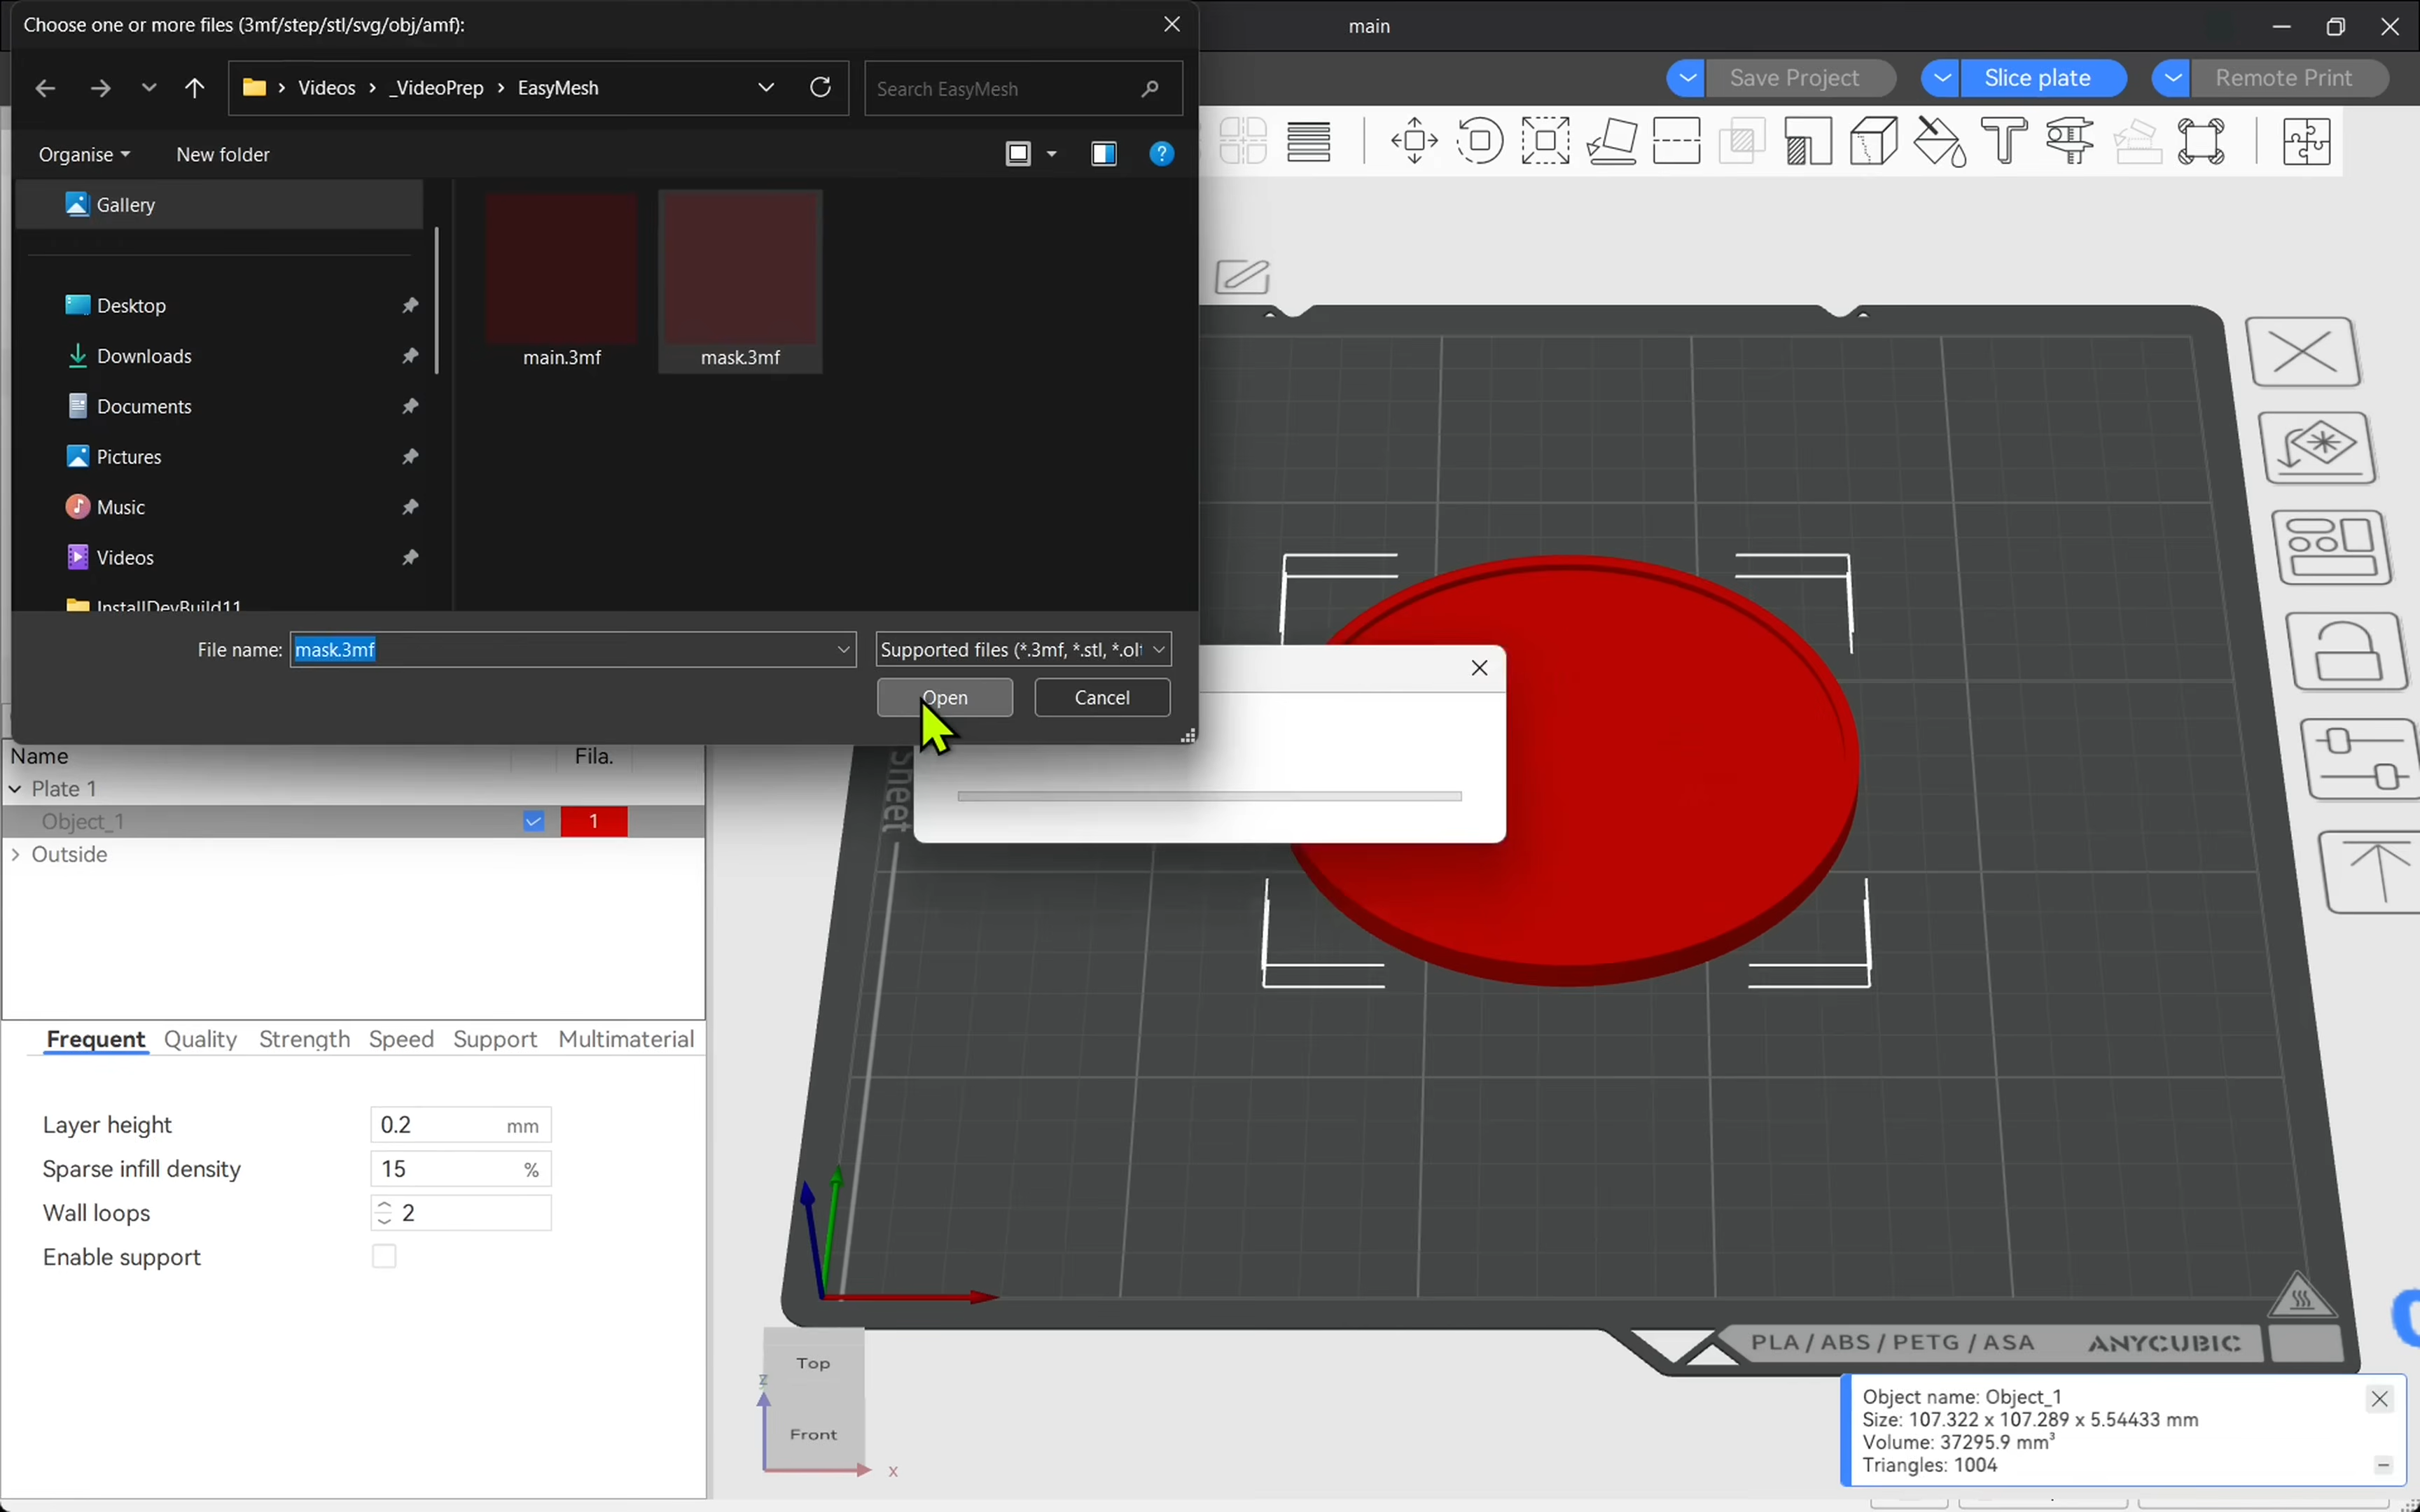 Choose one or more files (3mf/step/stl/svg/obj/amf):
main
Videos
_VideoPrep
EasyMesh
Search EasyMesh
Save Project
Slice plate
Remote Print
Organise
New folder
Gallery
Desktop
Downloads
Documents
Pictures
Music
Videos
InstallDevBuild11
main.3mf
mask.3mf
File name:
mask.3mf
Supported files (*.3mf, *.stl, *.olt
Open
Cancel
Name
Fila.
Plate 1
Object_1
1
Outside
Sheet
Frequent
Quality
Strength
Speed
Support
Multimaterial
Layer height
0.2
mm
Sparse infill density
15
%
Wall loops
2
Enable support
Top
Front
z
x
PLA / ABS / PETG / ASA
ANYCUBIC
Object name: Object_1
Size: 107.322 x 107.289 x 5.54433 mm
Volume: 37295.9 mm³
Triangles: 1004